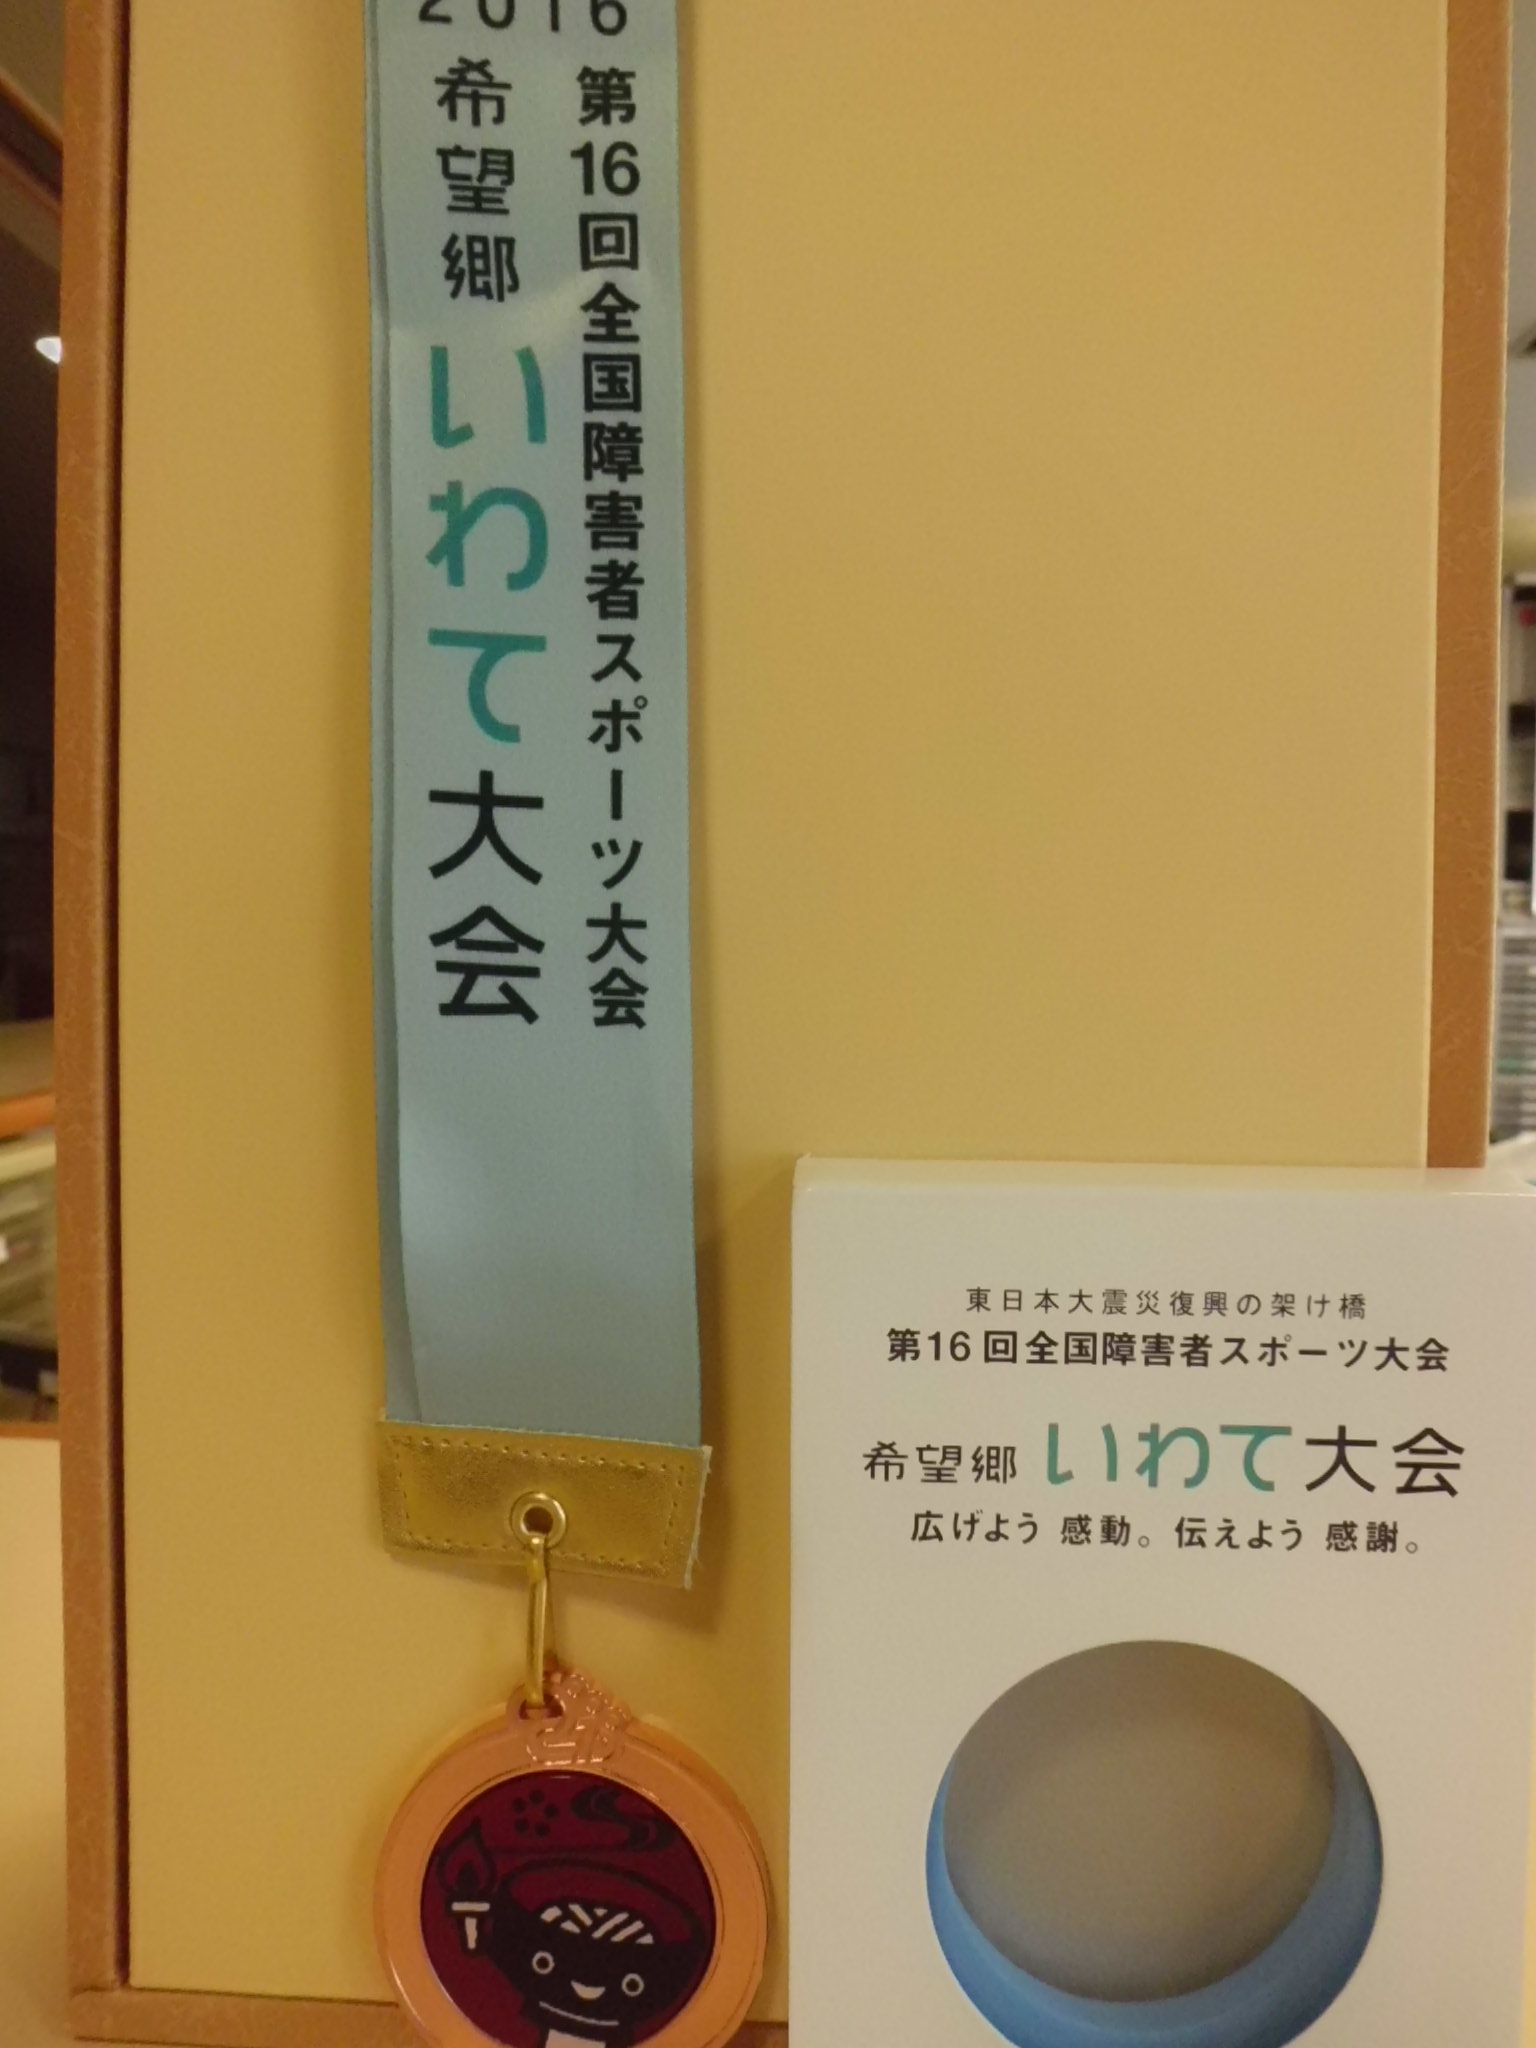 2016
第16回全国障害者スポーツ大会
希望郷いわて大会
東日本大震災復興の架け橋
第16回全国障害者スポーツ大会
希望郷いわて大会
広げよう 感動。伝えよう 感謝。